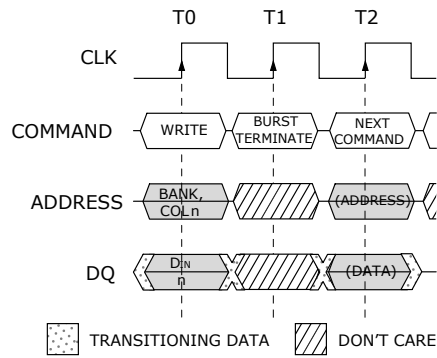 T0 T1 T2
CLK
COMMAND WRITE BURST TERMINATE NEXT COMMAND
ADDRESS BANK, COLn (ADDRESS)
DQ DIN n (DATA)
TRANSITIONING DATA DON'T CARE